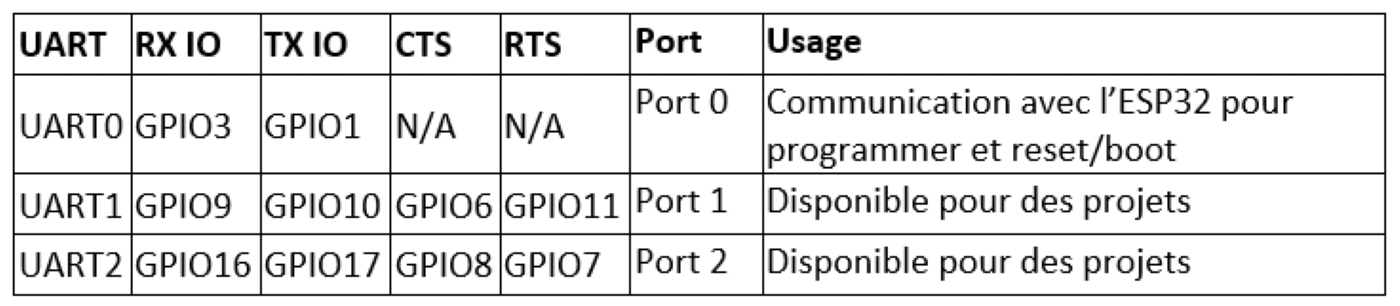 UART RX IO TX IO CTS RTS Port Usage
UART0 GPIO3 GPIO1 N/A N/A Port 0 Communication avec l’ESP32 pour
programmer et reset/boot
UART1 GPIO9 GPIO10 GPIO6 GPIO11 Port 1 Disponible pour des projets
UART2 GPIO16 GPIO17 GPIO8 GPIO7 Port 2 Disponible pour des projets